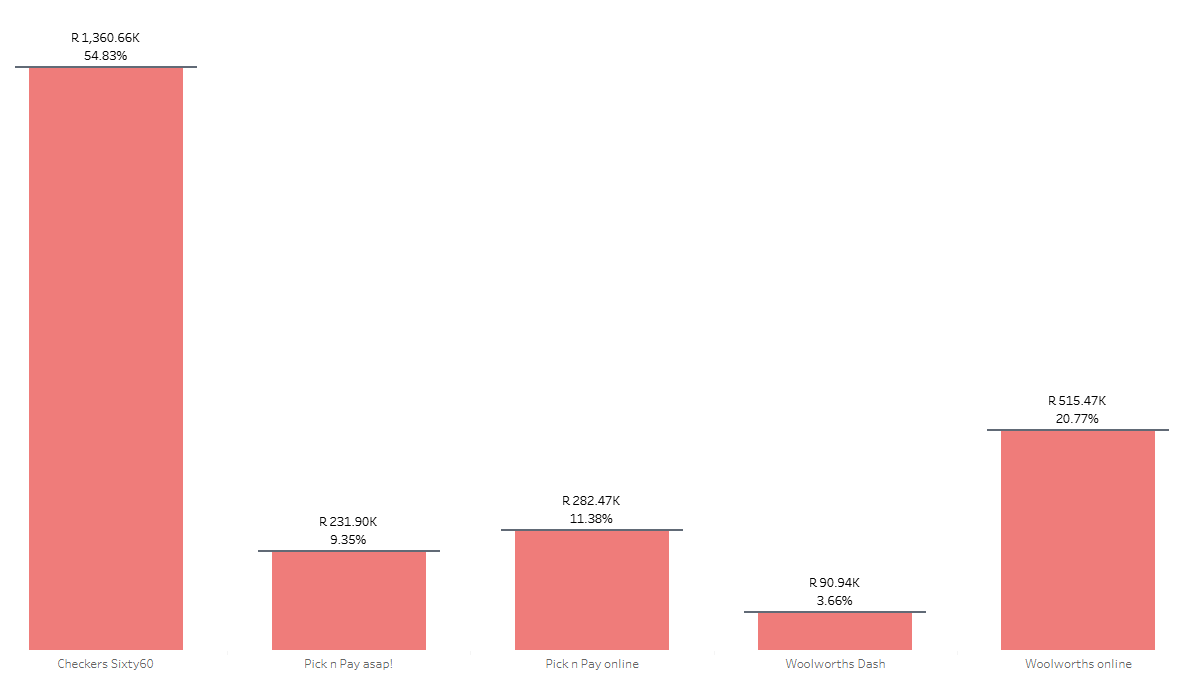 R 1,360.66K
54.83%
R 231.90K
9.35%
R 282.47K
11.38%
R 90.94K
3.66%
R 515.47K
20.77%
Checkers Sixty60
Pick n Pay asap!
Pick n Pay online
Woolworths Dash
Woolworths online